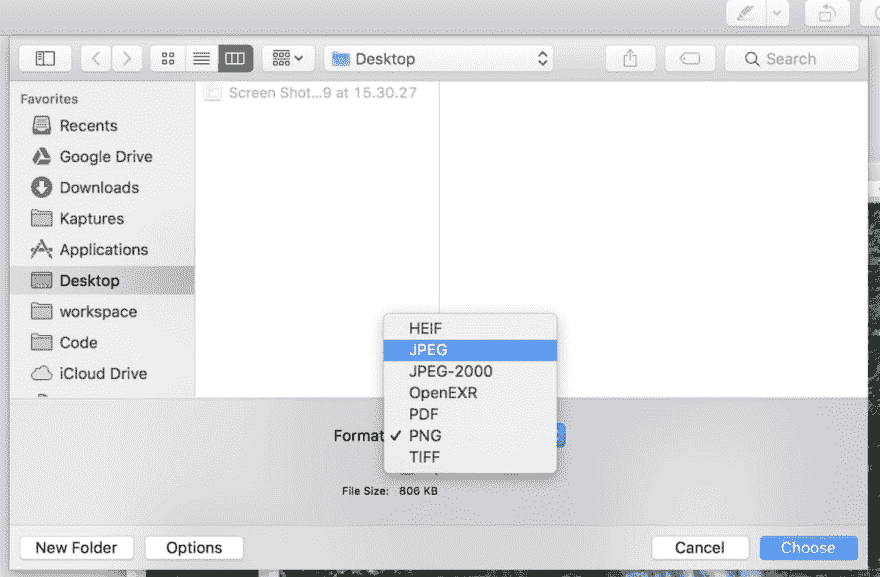 Desktop
Search
Favorites
Recents
Google Drive
Downloads
Kaptures
Applications
Desktop
workspace
Code
iCloud Drive
Screen Shot...9 at 15.30.27
HEIF
JPEG
JPEG-2000
OpenEXR
PDF
Format ✓ PNG
TIFF
File Size: 806 KB
New Folder
Options
Cancel
Choose